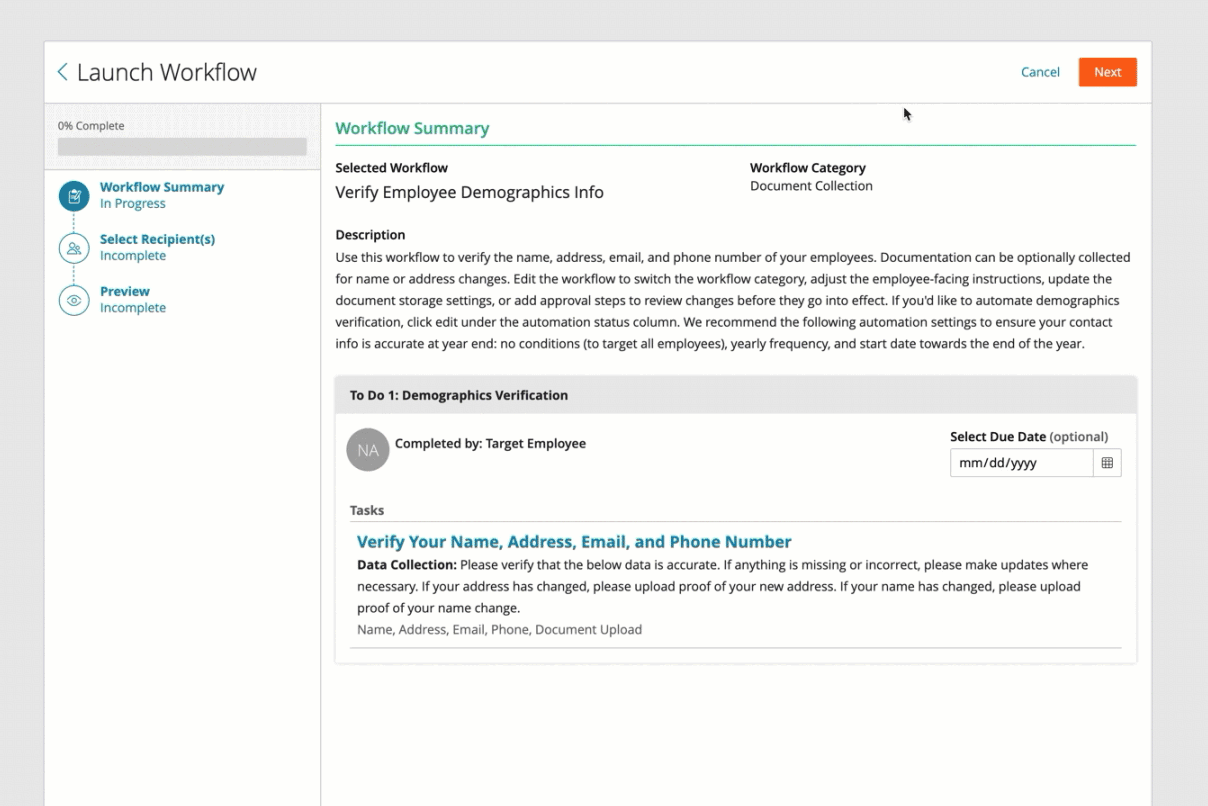 Launch Workflow
Cancel
Next
0% Complete
Workflow Summary
In Progress
Select Recipient(s)
Incomplete
Preview
Incomplete
Workflow Summary
Selected Workflow
Verify Employee Demographics Info
Workflow Category
Document Collection
Description
Use this workflow to verify the name, address, email, and phone number of your employees. Documentation can be optionally collected
for name or address changes. Edit the workflow to switch the workflow category, adjust the employee-facing instructions, update the
document storage settings, or add approval steps to review changes before they go into effect. If you'd like to automate demographics
verification, click edit under the automation status column. We recommend the following automation settings to ensure your contact
info is accurate at year end: no conditions (to target all employees), yearly frequency, and start date towards the end of the year.
To Do 1: Demographics Verification
NA
Completed by: Target Employee
Select Due Date (optional)
mm/dd/yyyy
Tasks
Verify Your Name, Address, Email, and Phone Number
Data Collection: Please verify that the below data is accurate. If anything is missing or incorrect, please make updates where
necessary. If your address has changed, please upload proof of your new address. If your name has changed, please upload
proof of your name change.
Name, Address, Email, Phone, Document Upload